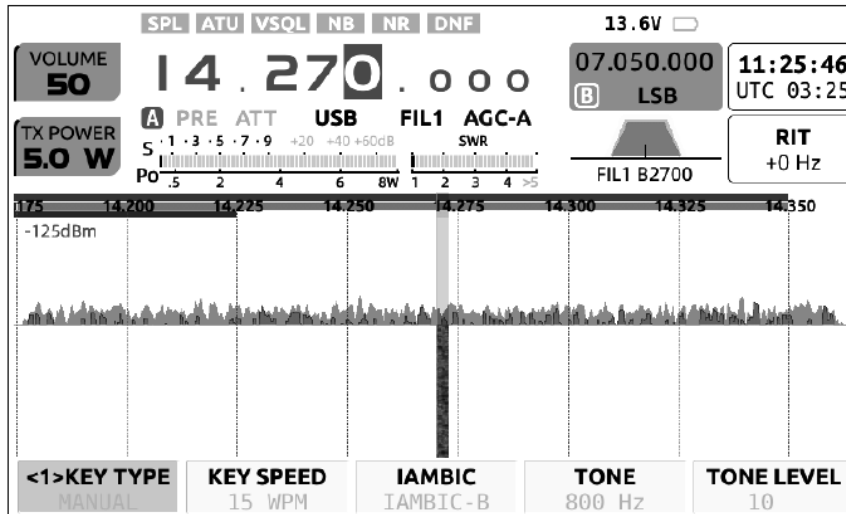 SPL ATU VSQL NB NR DNF 13.6V
VOLUME
50
14.270.000
07.050.000
B LSB
11:25:46
UTC 03:25
A PRE ATT USB FIL1 AGC-A
TX POWER
5.0 W
S ·1 ·3 ·5 ·7 ·9 +20 +40 +60dB SWR
Po .5 2 4 6 8W 1 2 3 4 >5
FIL1 B2700
RIT
+0 Hz
175 14.200 14.225 14.250 14.275 14.300 14.325 14.350
-125dBm
<1>KEY TYPE KEY SPEED IAMBIC TONE TONE LEVEL
MANUAL 15 WPM IAMBIC-B 800 Hz 10